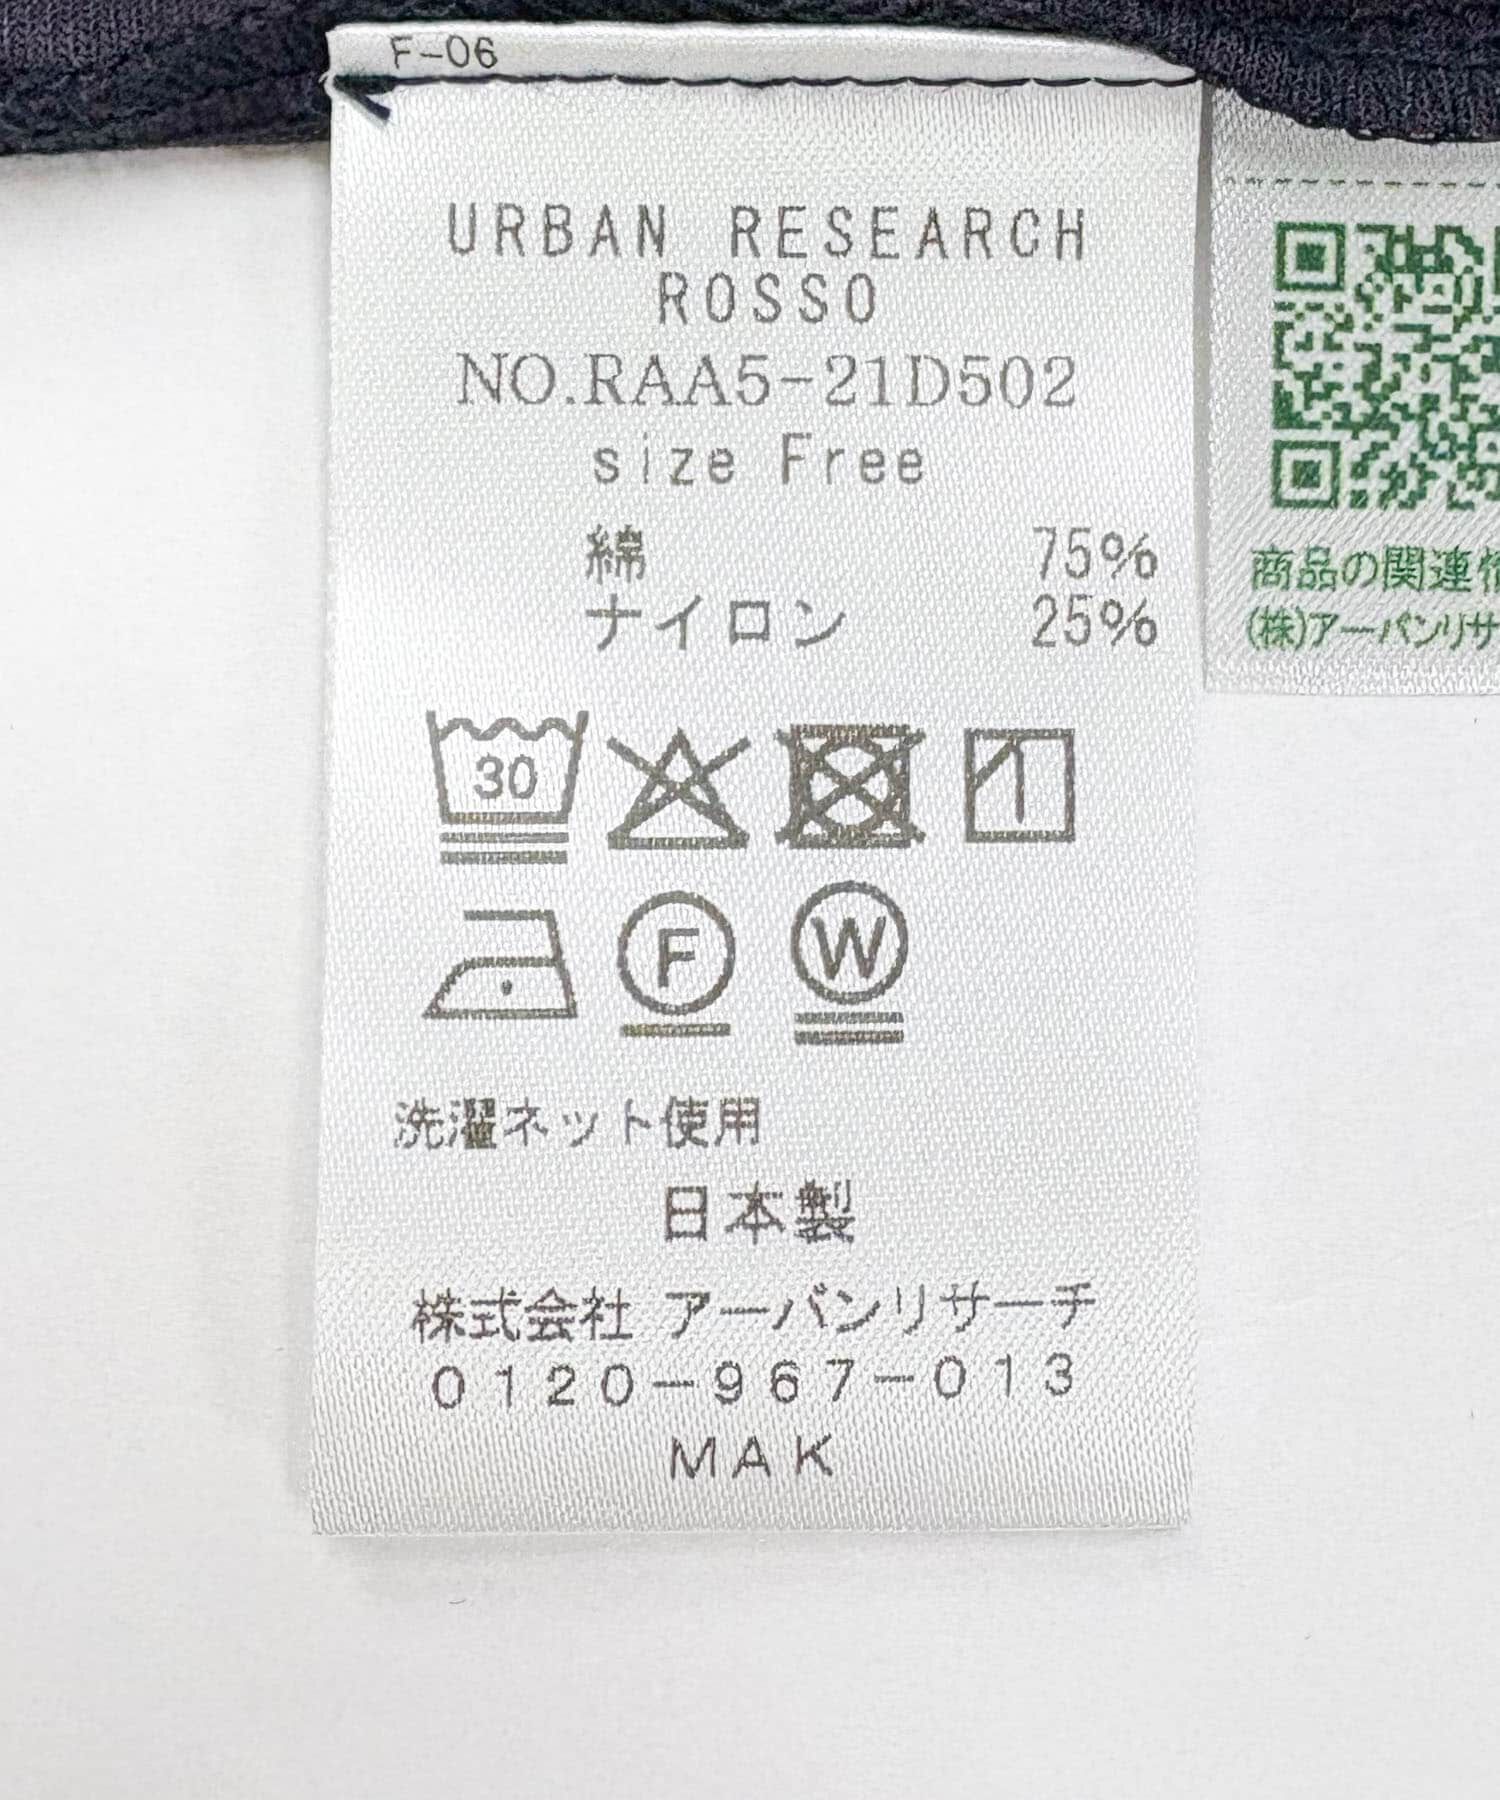 F-06
URBAN RESEARCH
ROSSO
NO.RAA5-21D502
size Free
綿 75%
ナイロン 25%
30
F
W
洗濯ネット使用
日本製
株式会社 アーバンリサーチ
0120-967-013
MAK
商品の関連情
(株)アーバンリサ